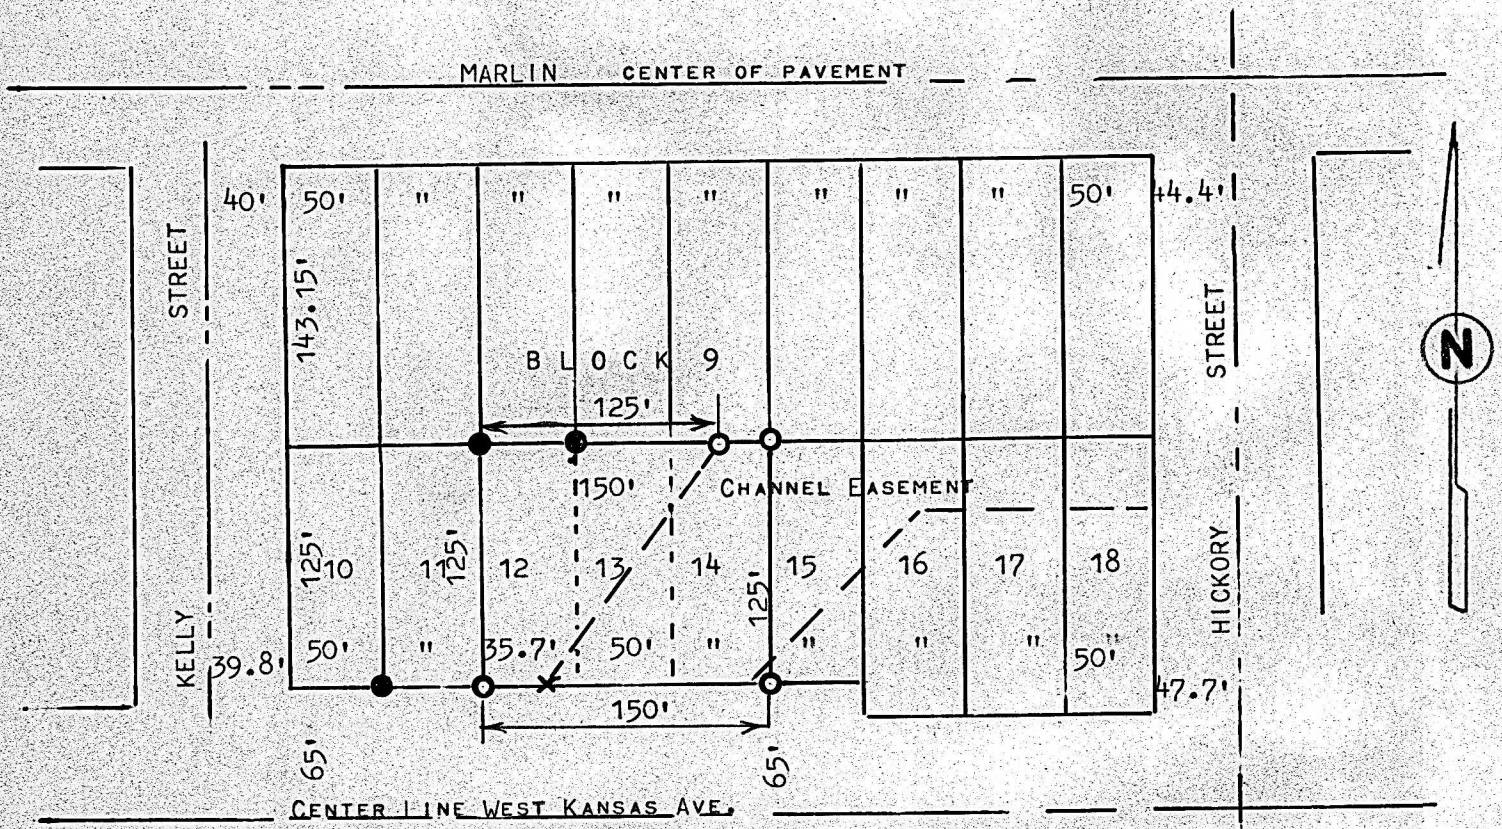 MARLIN CENTER OF PAVEMENT
40' 50' " " " " " " " 50' 44.4'
STREET
143.15'
STREET
BLOCK 9
N
125'
150' CHANNEL EASEMENT
125' 10 11 125' 12 13 14 15 16 17 18
125'
HICKORY
KELLY
39.8' 50' " 35.7' 50' " " " " "
50'
47.7'
150'
65' 65'
CENTER LINE WEST KANSAS AVE.